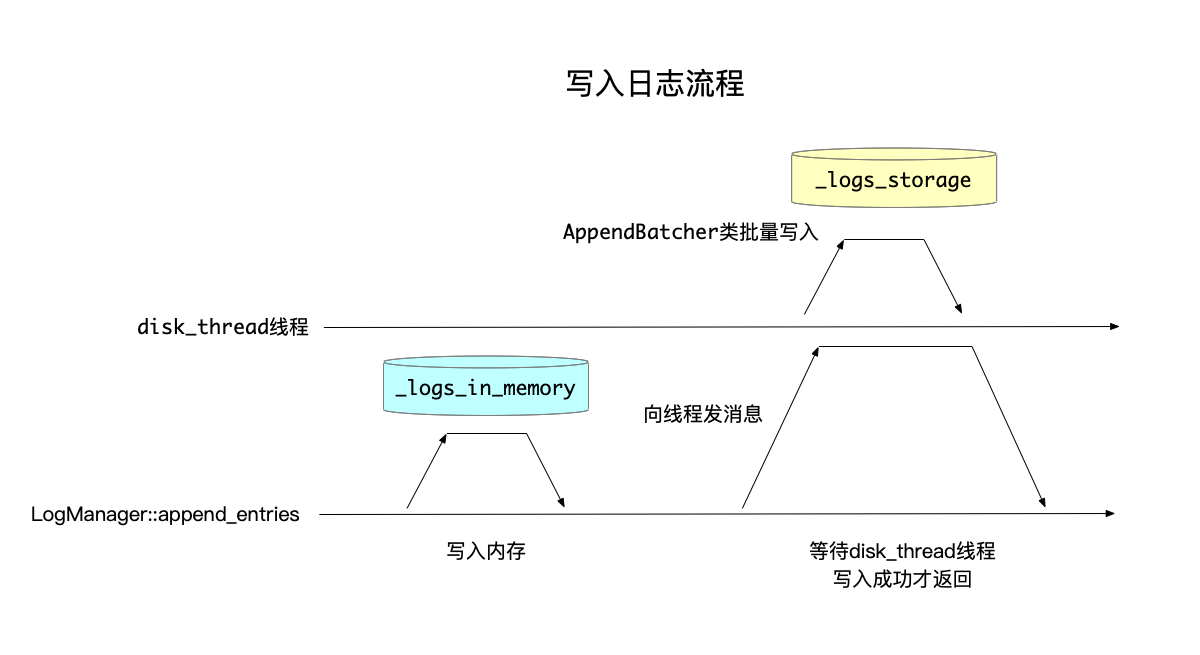 写入日志流程
_logs_storage
AppendBatcher类批量写入
disk_thread线程
_logs_in_memory
向线程发消息
LogManager::append_entries
写入内存
等待disk_thread线程
写入成功才返回